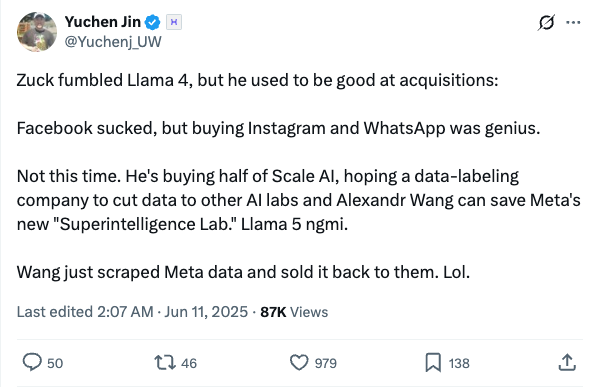 Yuchen Jin H
@Yuchenj_UW
Zuck fumbled Llama 4, but he used to be good at acquisitions:
Facebook sucked, but buying Instagram and WhatsApp was genius.
Not this time. He's buying half of Scale AI, hoping a data-labeling
company to cut data to other AI labs and Alexandr Wang can save Meta's
new "Superintelligence Lab." Llama 5 ngmi.
Wang just scraped Meta data and sold it back to them. Lol.
Last edited 2:07 AM · Jun 11, 2025 · 87K Views
50 46 979 138